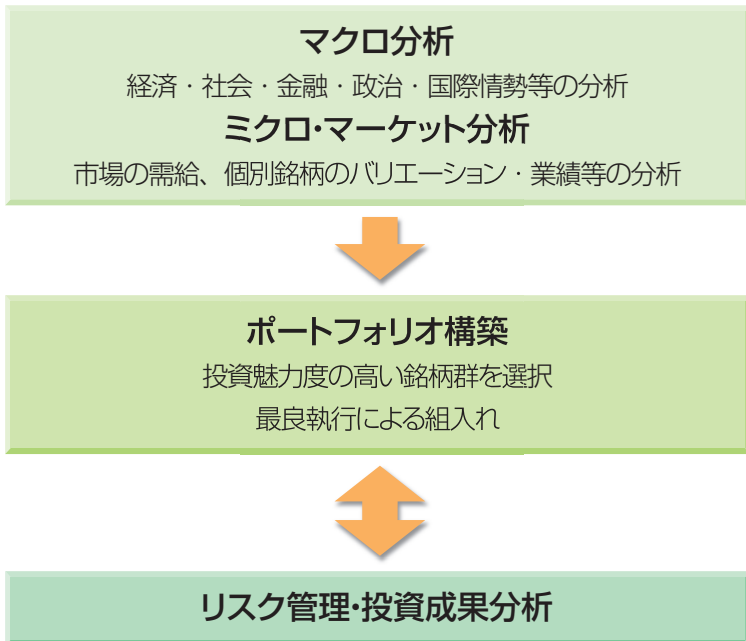 マクロ分析
経済・社会・金融・政治・国際情勢等の分析
ミクロ・マーケット分析
市場の需給、個別銘柄のバリエーション・業績等の分析
ポートフォリオ構築
投資魅力度の高い銘柄群を選択
最良執行による組入れ
リスク管理・投資成果分析